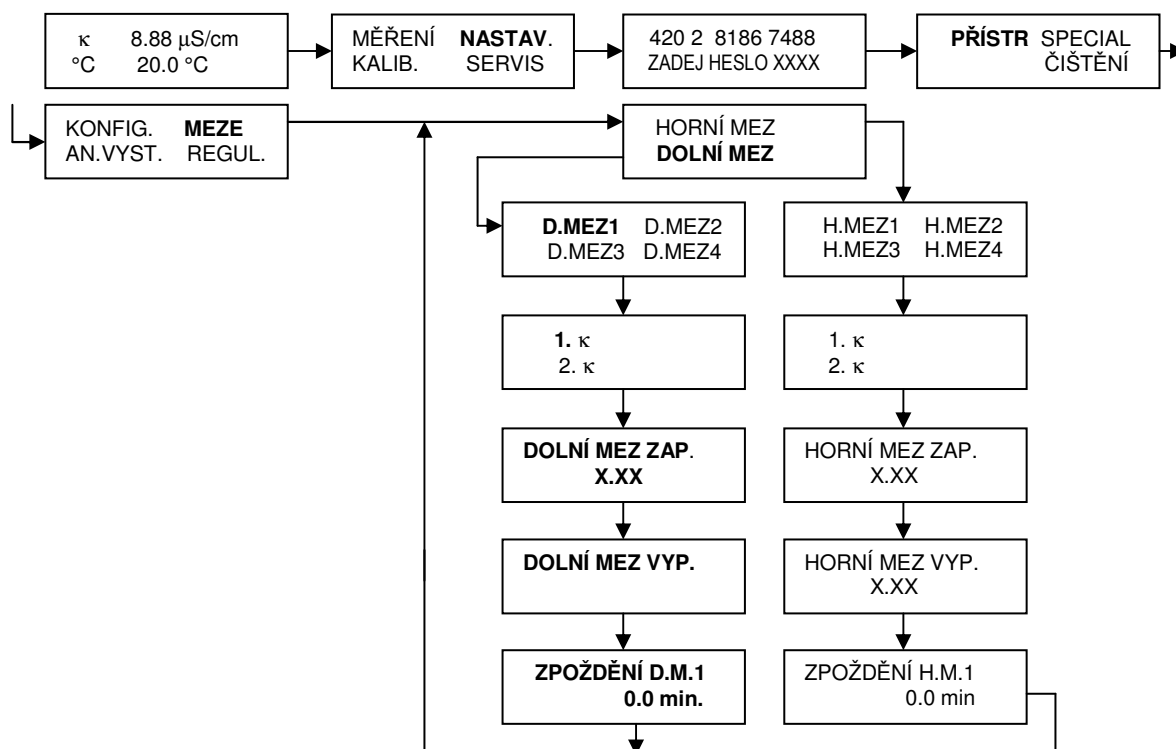 κ 8.88 μS/cm
°C 20.0 °C
MĚŘENÍ NASTAV.
KALIB. SERVIS
420 2 8186 7488
ZADEJ HESLO XXXX
PŘÍSTR SPECIAL
ČIŠTĚNÍ
KONFIG. MEZE
AN.VYST. REGUL.
HORNÍ MEZ
DOLNÍ MEZ
D.MEZ1 D.MEZ2
D.MEZ3 D.MEZ4
H.MEZ1 H.MEZ2
H.MEZ3 H.MEZ4
1. κ
2. κ
1. κ
2. κ
DOLNÍ MEZ ZAP.
X.XX
HORNÍ MEZ ZAP.
X.XX
DOLNÍ MEZ VYP.
HORNÍ MEZ VYP.
X.XX
ZPOŽDĚNÍ D.M.1
0.0 min.
ZPOŽDĚNÍ H.M.1
0.0 min